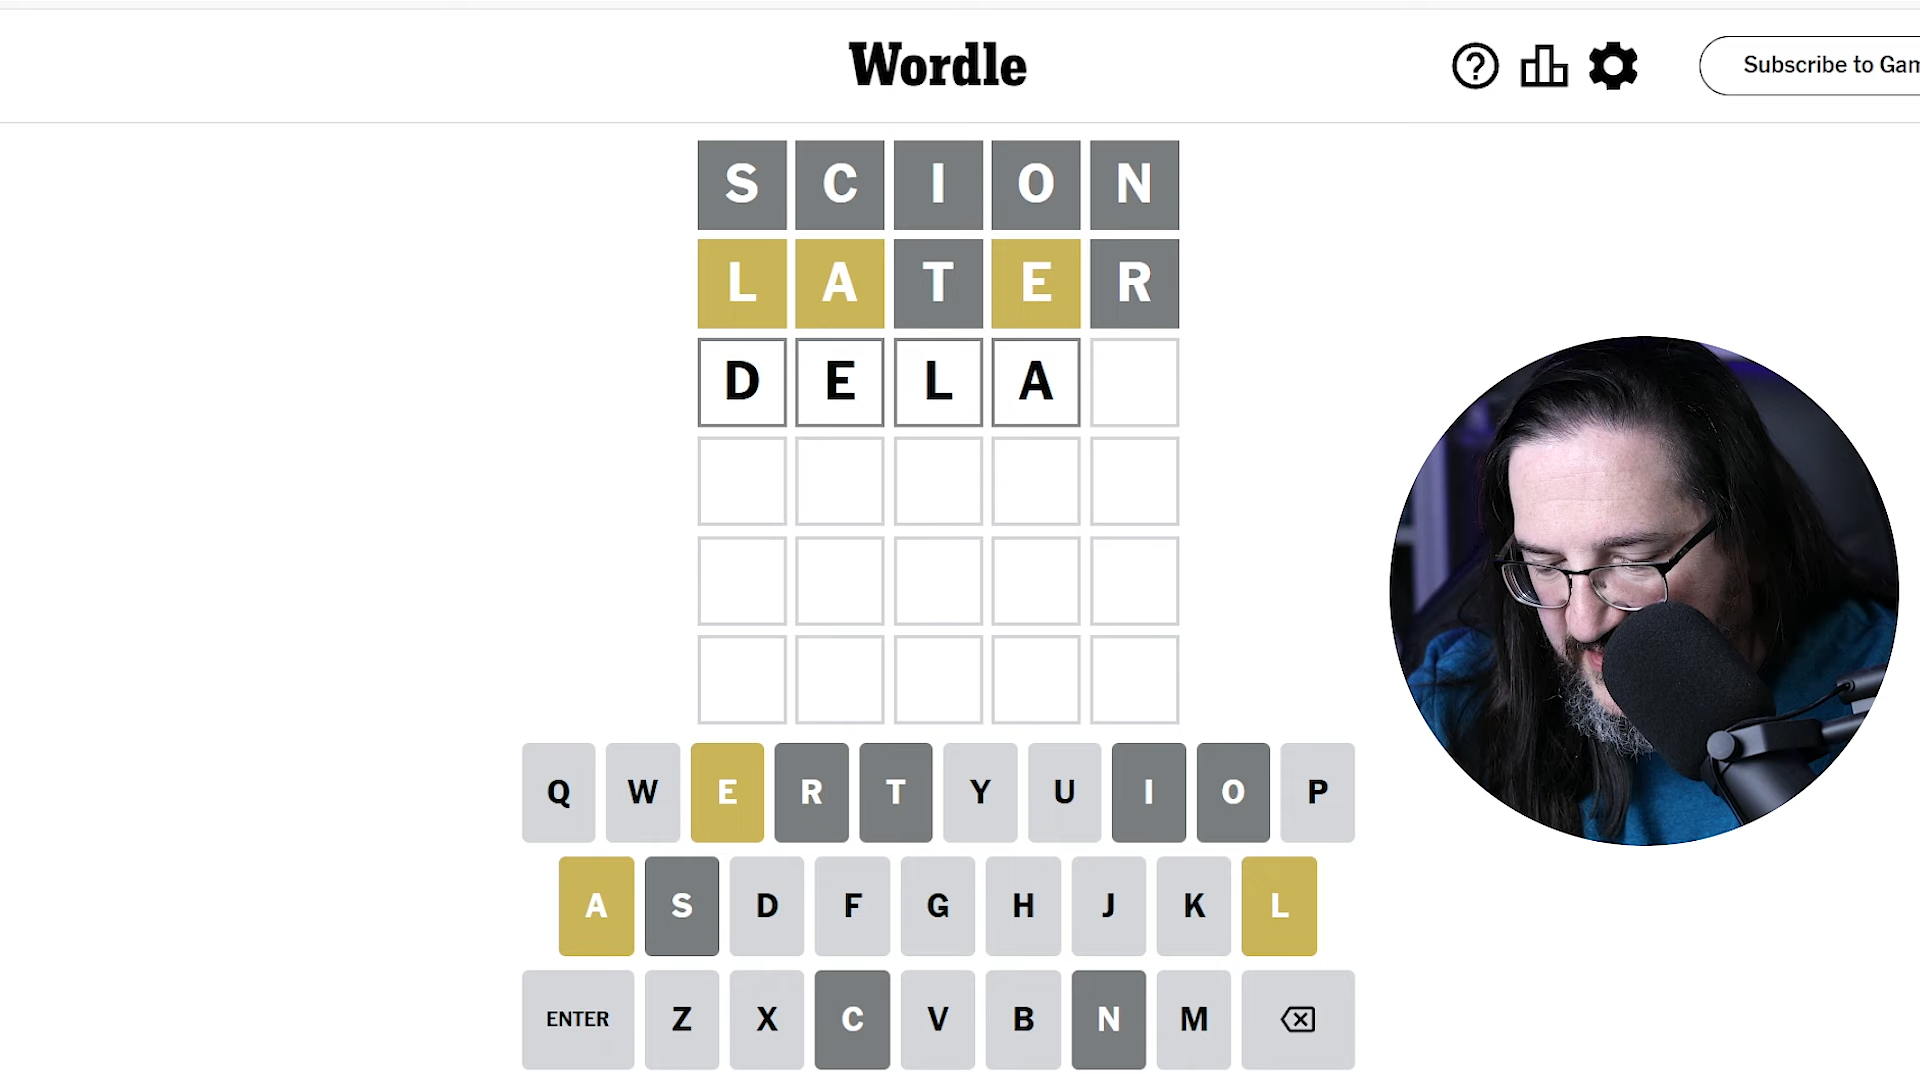 Wordle
Subscribe to Gam
S C I O N
L A T E R
D E L A
Q W E R T Y U I O P
A S D F G H J K L
ENTER Z X C V B N M